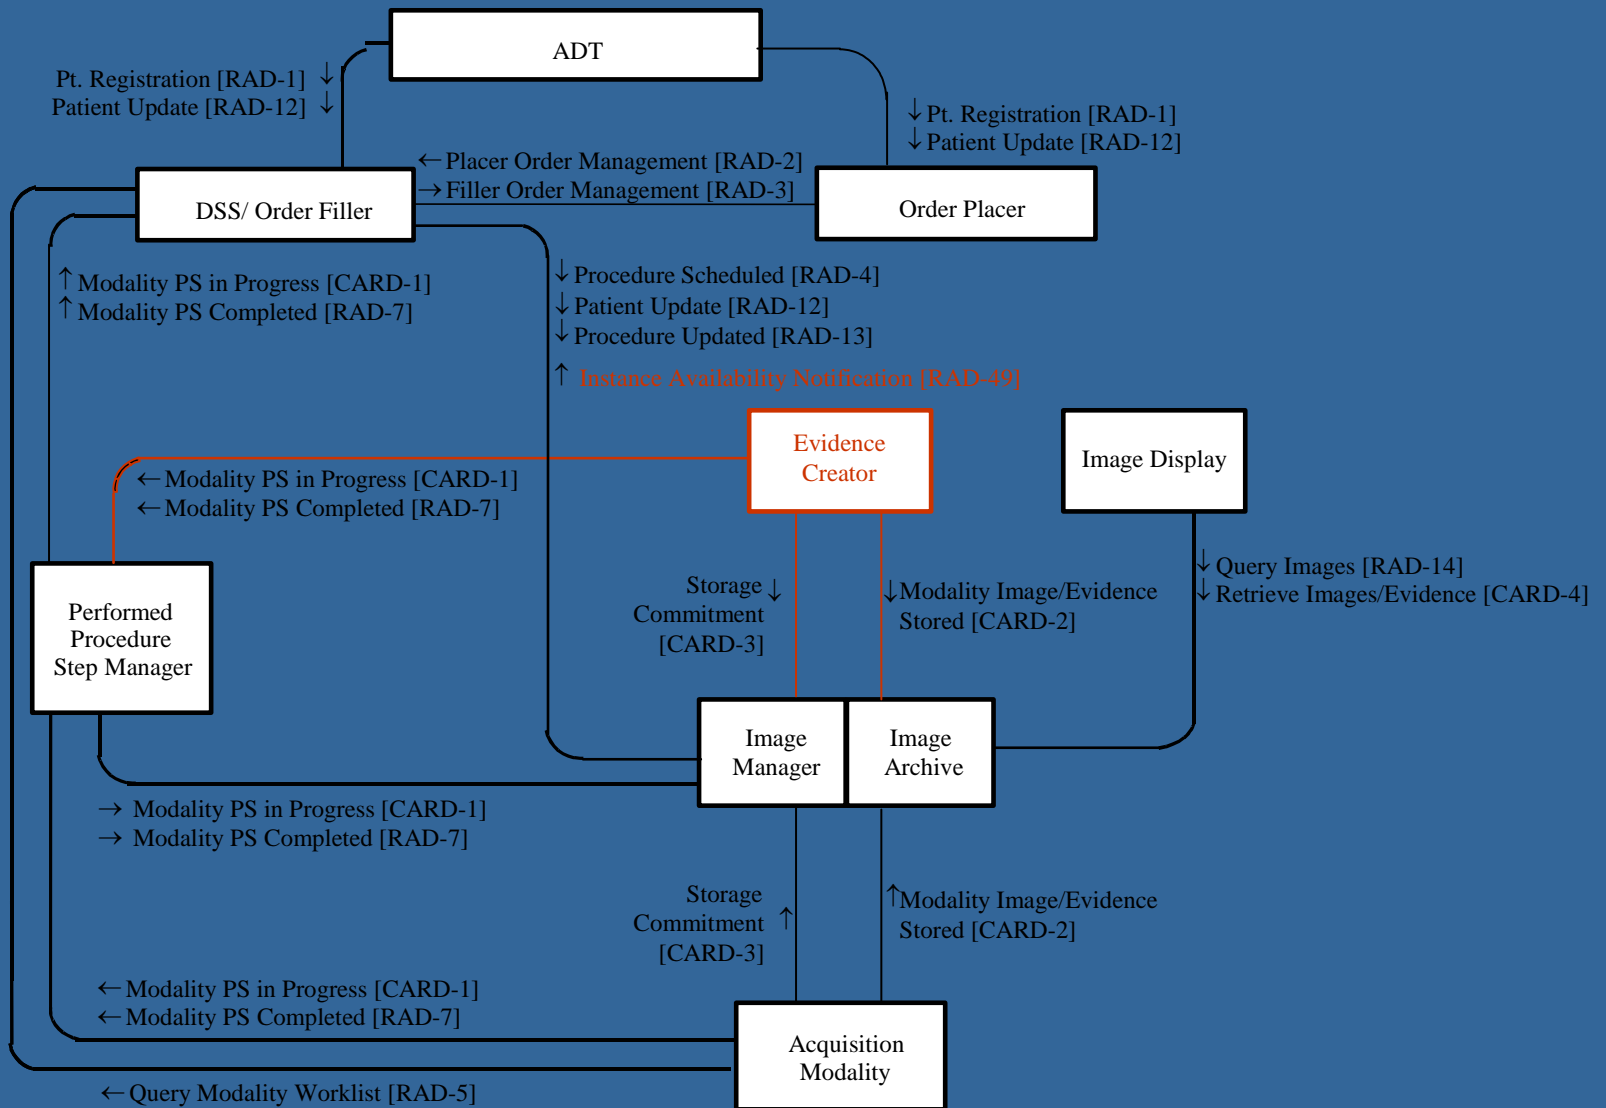 ADT
Pt. Registration [RAD-1] ↓
Patient Update [RAD-12] ↓
↓ Pt. Registration [RAD-1]
↓ Patient Update [RAD-12]
← Placer Order Management [RAD-2]
→ Filler Order Management [RAD-3]
DSS/ Order Filler
Order Placer
↑ Modality PS in Progress [CARD-1]
↑ Modality PS Completed [RAD-7]
↓ Procedure Scheduled [RAD-4]
↓ Patient Update [RAD-12]
↓ Procedure Updated [RAD-13]
↑ Instance Availability Notification [RAD-49]
Evidence
Creator
Image Display
← Modality PS in Progress [CARD-1]
← Modality PS Completed [RAD-7]
Storage
Commitment ↓
[CARD-3]
↓ Modality Image/Evidence
Stored [CARD-2]
↓ Query Images [RAD-14]
↓ Retrieve Images/Evidence [CARD-4]
Performed
Procedure
Step Manager
Image
Manager
Image
Archive
→ Modality PS in Progress [CARD-1]
→ Modality PS Completed [RAD-7]
Storage
Commitment ↑
[CARD-3]
↑ Modality Image/Evidence
Stored [CARD-2]
← Modality PS in Progress [CARD-1]
← Modality PS Completed [RAD-7]
Acquisition
Modality
← Query Modality Worklist [RAD-5]